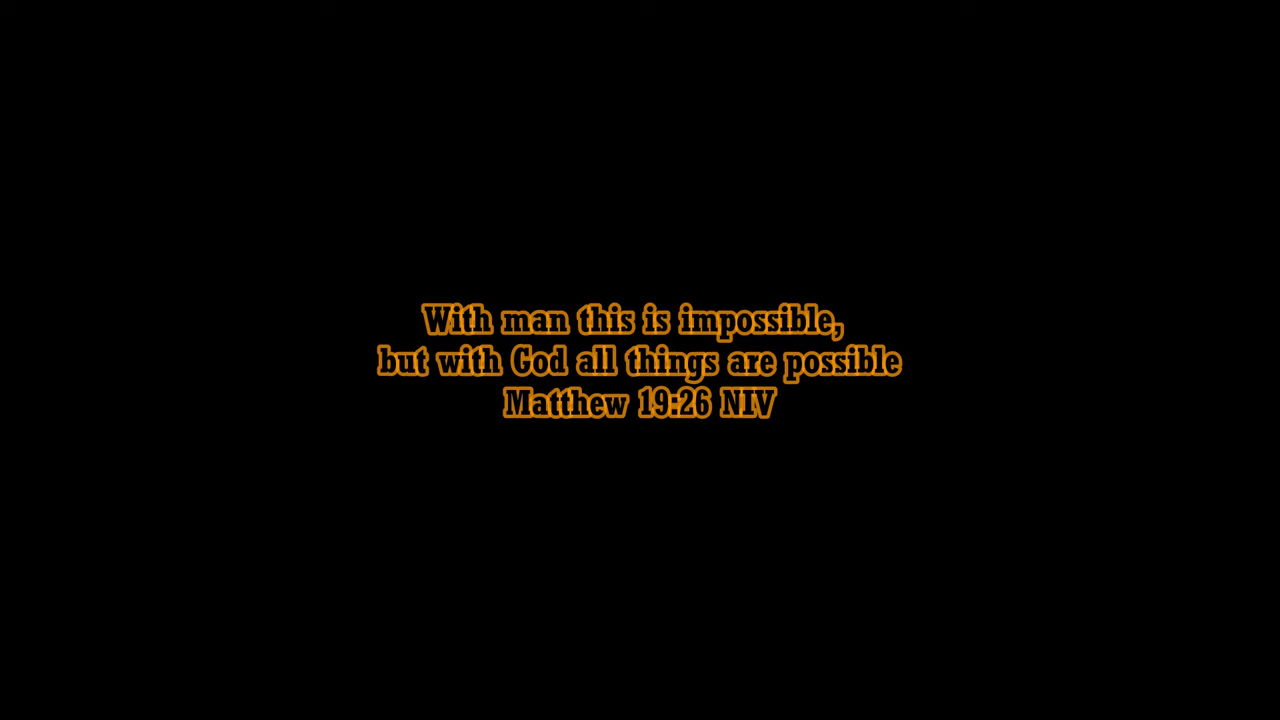 With man this is impossible,
but with God all things are possible
Matthew 19:26 NIV